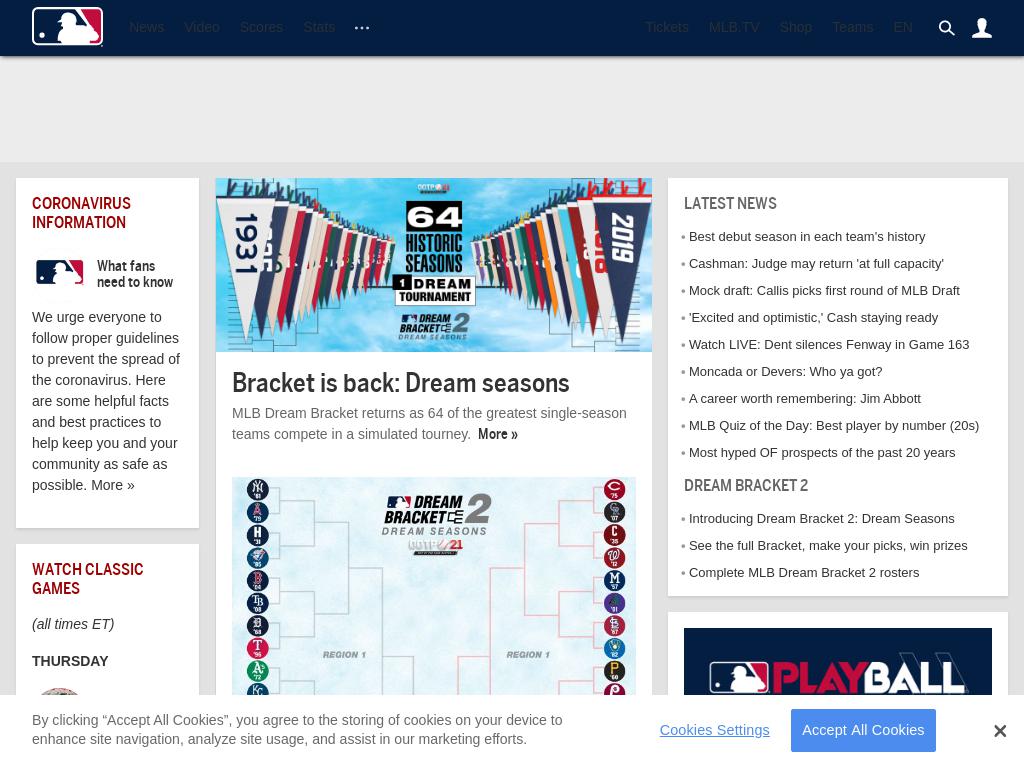 News Video Scores Stats ...
Tickets MLB.TV Shop Teams EN
CORONAVIRUS
INFORMATION
What fans
need to know
We urge everyone to
follow proper guidelines
to prevent the spread of
the coronavirus. Here
are some helpful facts
and best practices to
help keep you and your
community as safe as
possible. More »
WATCH CLASSIC
GAMES
(all times ET)
THURSDAY
OOTP 21
64
HISTORIC
SEASONS
1 DREAM
TOURNAMENT
DREAM
BRACKET 2
DREAM SEASONS
1931
2019
Bracket is back: Dream seasons
MLB Dream Bracket returns as 64 of the greatest single-season
teams compete in a simulated tourney. More »
DREAM
BRACKET 2
DREAM SEASONS
OOTP 21
REGION 1
REGION 1
LATEST NEWS
• Best debut season in each team's history
• Cashman: Judge may return 'at full capacity'
• Mock draft: Callis picks first round of MLB Draft
• 'Excited and optimistic,' Cash staying ready
• Watch LIVE: Dent silences Fenway in Game 163
• Moncada or Devers: Who ya got?
• A career worth remembering: Jim Abbott
• MLB Quiz of the Day: Best player by number (20s)
• Most hyped OF prospects of the past 20 years
DREAM BRACKET 2
• Introducing Dream Bracket 2: Dream Seasons
• See the full Bracket, make your picks, win prizes
• Complete MLB Dream Bracket 2 rosters
PLAYBALL
By clicking “Accept All Cookies”, you agree to the storing of cookies on your device to
enhance site navigation, analyze site usage, and assist in our marketing efforts.
Cookies Settings
Accept All Cookies